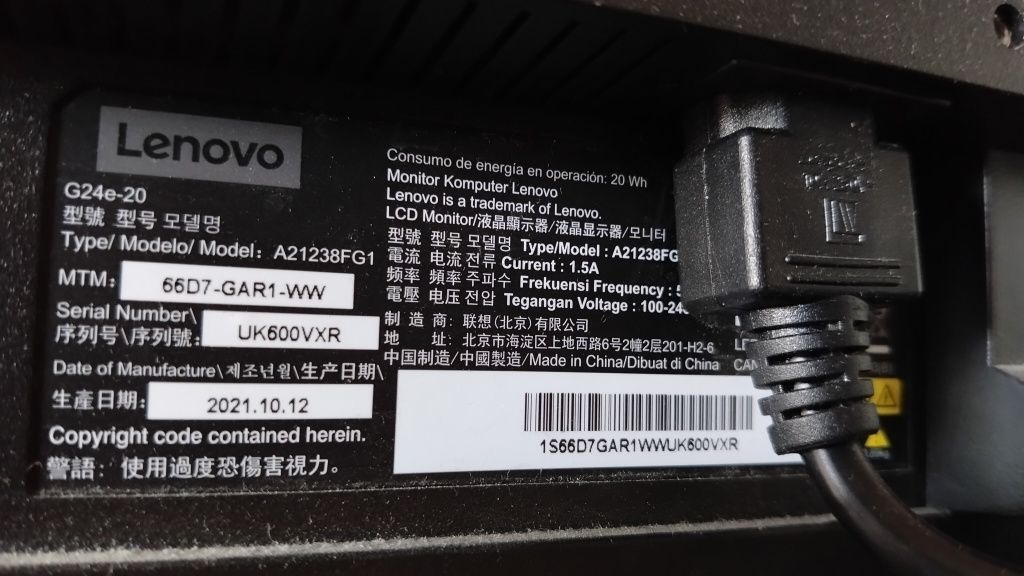 Lenovo
G24e-20
型號 型号 모델명
Type/ Modelo/ Model: A21238FG1
MTM: 66D7-GAR1-WW
Serial Number\
序列号\序列號: UK600VXR
Date of Manufacture\제조년월\生产日期\
生產日期: 2021.10.12
Copyright code contained herein.
警語: 使用過度恐傷害視力。
Consumo de energía en operación: 20 Wh
Monitor Komputer Lenovo
Lenovo is a trademark of Lenovo.
LCD Monitor/液晶顯示器/液晶显示器/모니터
型號 型号 모델명 Type/Model : A21238FG
電流 电流 전류 Current : 1.5A
频率 頻率 주파수 Frekuensi Frequency :
電壓 电压 전압 Tegangan Voltage : 100-24
制 造 商: 联想(北京)有限公司
地 址: 北京市海淀区上地西路6号2幢2层201-H2-6
中国制造/中國製造/Made in China/Dibuat di China
1S66D7GAR1WWUK600VXR